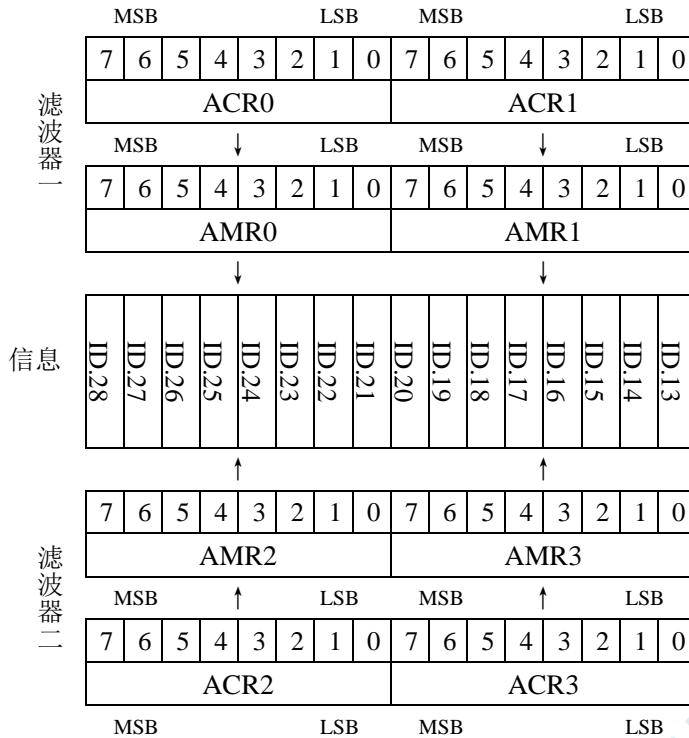 MSB LSB MSB LSB
7 6 5 4 3 2 1 0 7 6 5 4 3 2 1 0
ACR0 ACR1
滤波器一
MSB LSB MSB LSB
7 6 5 4 3 2 1 0 7 6 5 4 3 2 1 0
AMR0 AMR1
信息
ID.28 ID.27 ID.26 ID.25 ID.24 ID.23 ID.22 ID.21 ID.20 ID.19 ID.18 ID.17 ID.16 ID.15 ID.14 ID.13
7 6 5 4 3 2 1 0 7 6 5 4 3 2 1 0
AMR2 AMR3
滤波器二
MSB LSB MSB LSB
7 6 5 4 3 2 1 0 7 6 5 4 3 2 1 0
ACR2 ACR3
MSB LSB MSB LSB